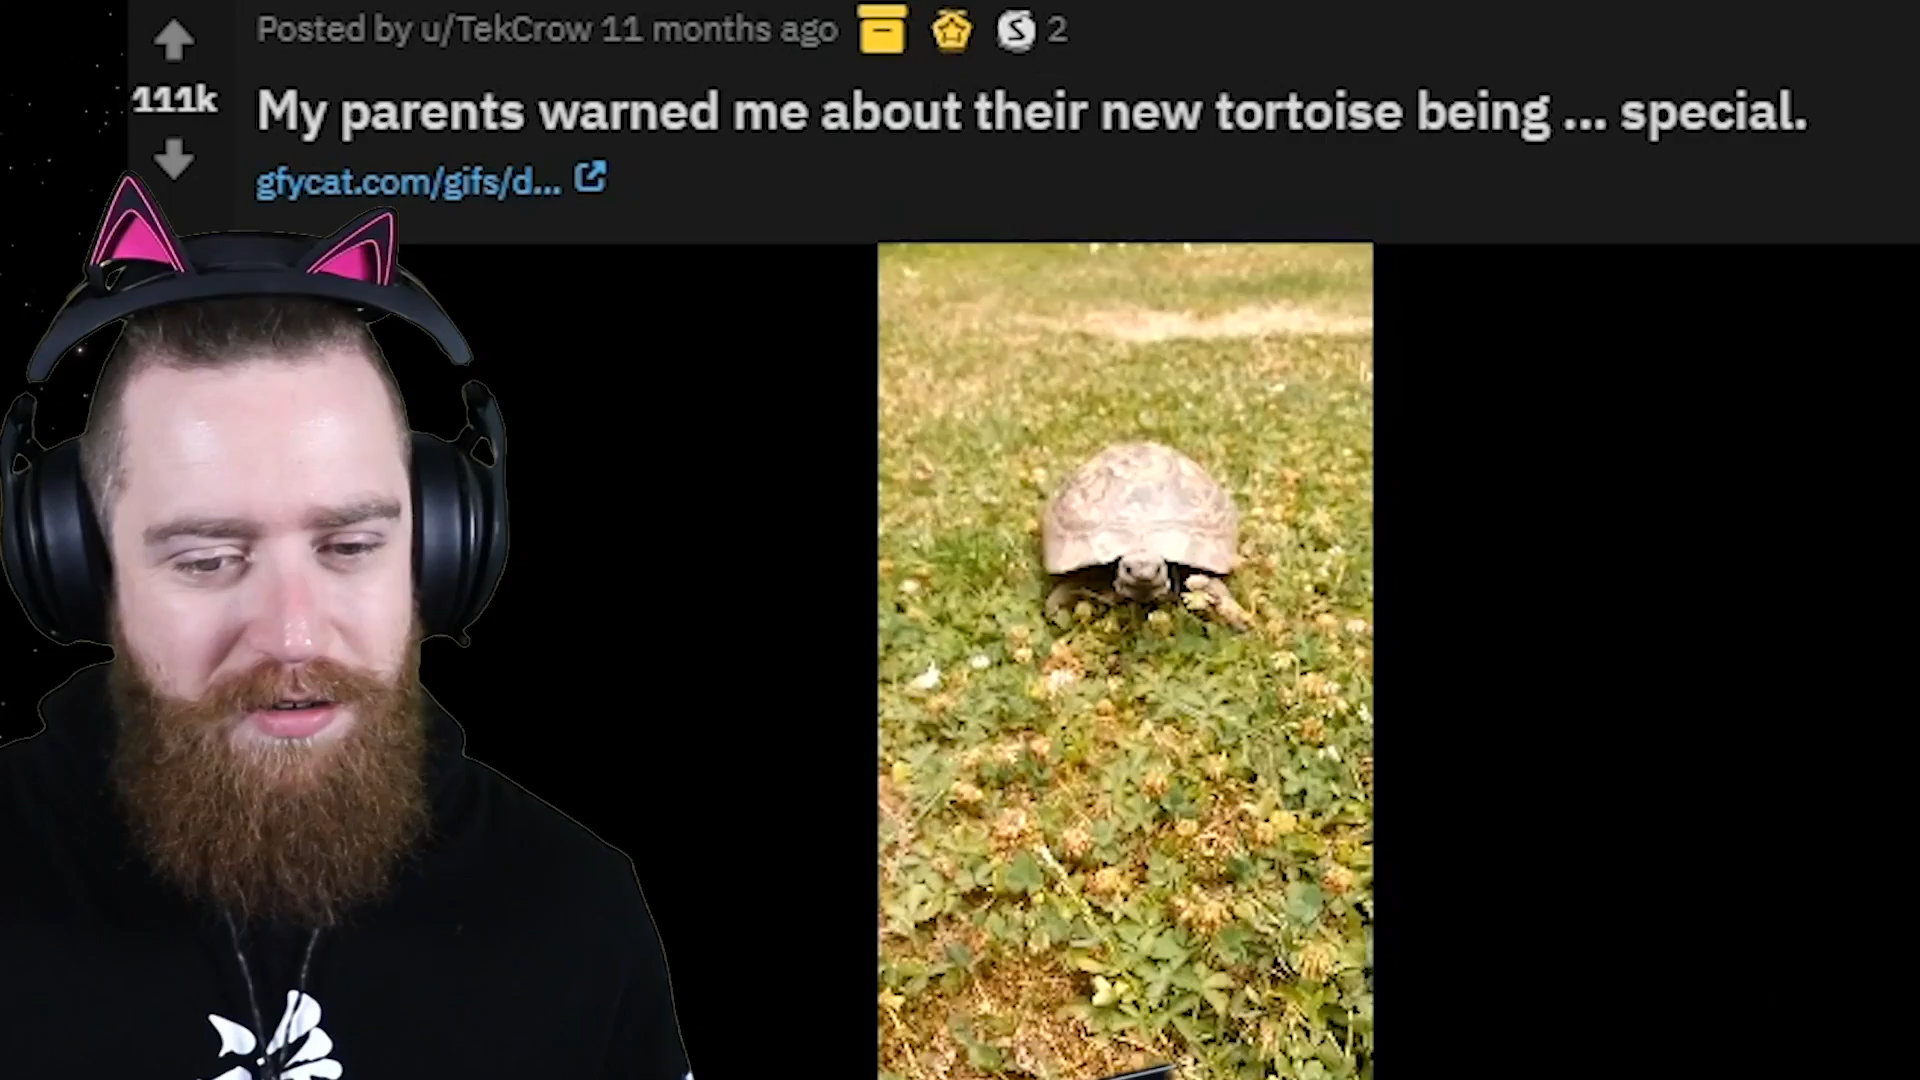 Posted by u/TekCrow 11 months ago 2
111k
My parents warned me about their new tortoise being ... special.
gfycat.com/gifs/d...